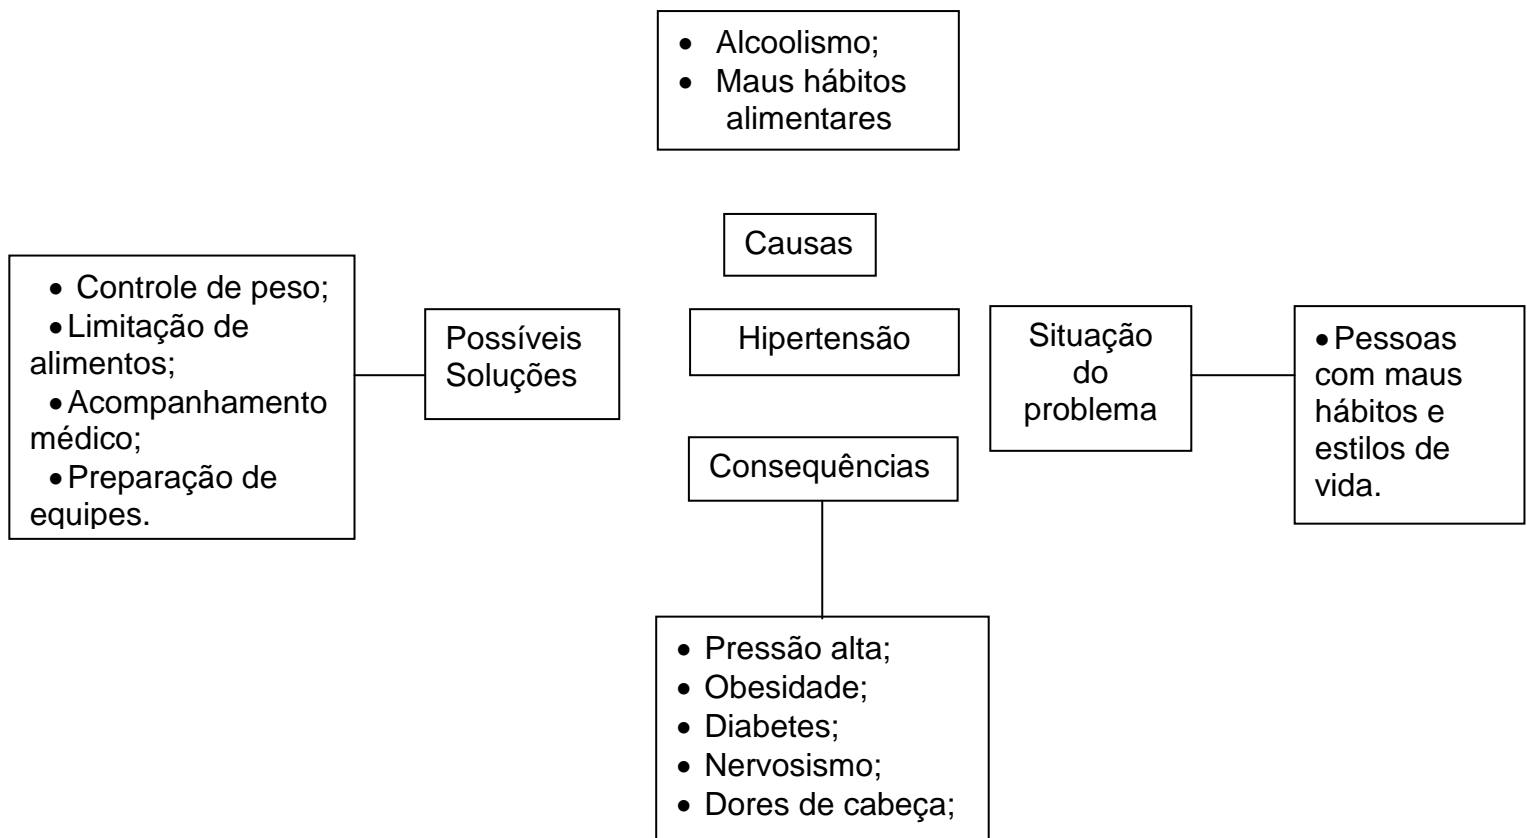 • Alcoolismo;
• Maus hábitos
alimentares
Causas
• Controle de peso;
• Limitação de
alimentos;
• Acompanhamento
médico;
• Preparação de
equipes.
Possíveis
Soluções
Hipertensão
Situação
do
problema
• Pessoas
com maus
hábitos e
estilos de
vida.
Consequências
• Pressão alta;
• Obesidade;
• Diabetes;
• Nervosismo;
• Dores de cabeça;